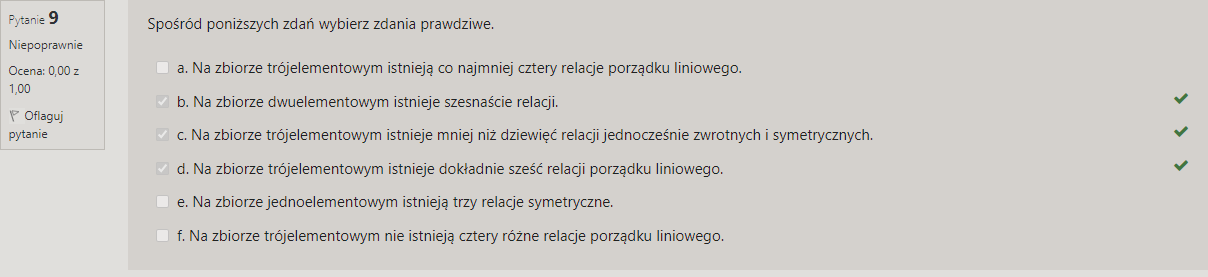 Pytanie 9
Niepoprawnie
Ocena: 0,00 z
1,00
Oflaguj
pytanie
Spośród poniższych zdań wybierz zdania prawdziwe.
a. Na zbiorze trójelementowym istnieją co najmniej cztery relacje porządku liniowego.
b. Na zbiorze dwuelementowym istnieje szesnaście relacji.
c. Na zbiorze trójelementowym istnieje mniej niż dziewięć relacji jednocześnie zwrotnych i symetrycznych.
d. Na zbiorze trójelementowym istnieje dokładnie sześć relacji porządku liniowego.
e. Na zbiorze jednoelementowym istnieją trzy relacje symetryczne.
f. Na zbiorze trójelementowym nie istnieją cztery różne relacje porządku liniowego.